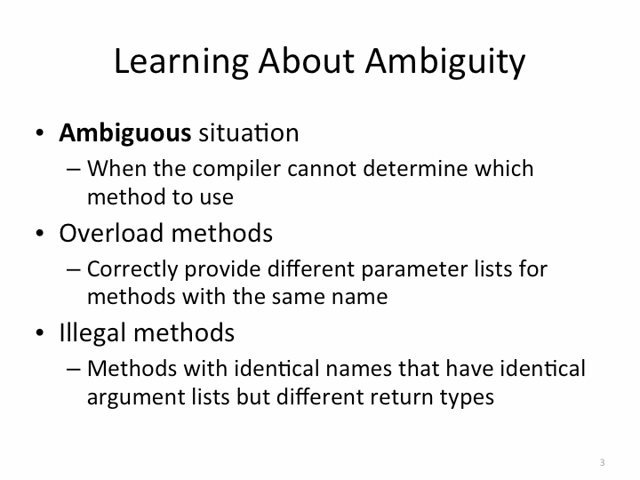 Learning About Ambiguity
• Ambiguous situation
– When the compiler cannot determine which
method to use
• Overload methods
– Correctly provide different parameter lists for
methods with the same name
• Illegal methods
– Methods with identical names that have identical
argument lists but different return types
3